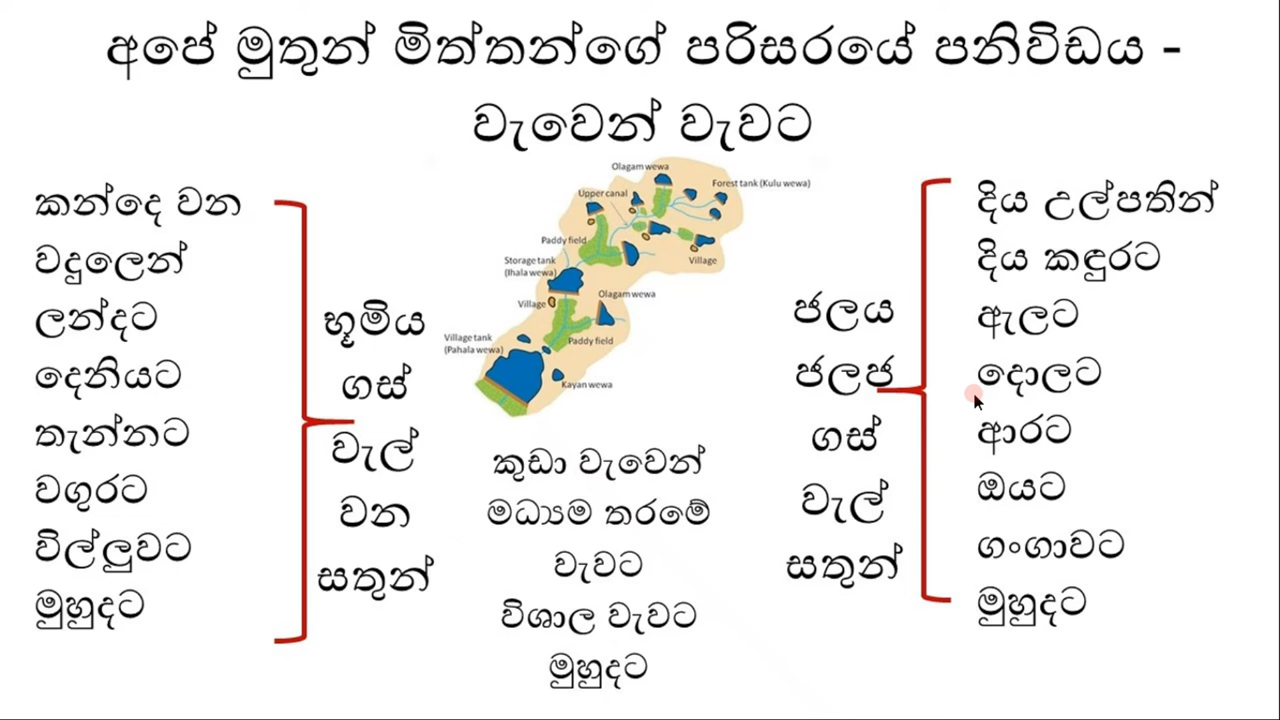 අපේ මුතුන් මිත්තන්ගේ පරිසරයේ පනිවිඩය -
වැවෙන් වැවට
කන්දෙ වන
වදුලෙන්
ලන්දට
දෙනියට
තැන්නට
වගුරට
විල්ලුවට
මුහුදට
භූමිය
ගස්
වැල්
වන
සතුන්
Olagam wewa
Forest tank (Kulu wewa)
Upper canal
Paddy field
Village
Storage tank
(Ihala wewa)
Olagam wewa
Village
Paddy field
Village tank
(Pahala wewa)
Kayan wewa
කුඩා වැවෙන්
මධ්‍යම තරමේ
වැවට
විශාල වැවට
මුහුදට
ජලය
ජලජ
ගස්
වැල්
සතුන්
දිය උල්පතින්
දිය කඳුරට
ඇලට
දොලට
ආරට
ඔයට
ගංගාවට
මුහුදට